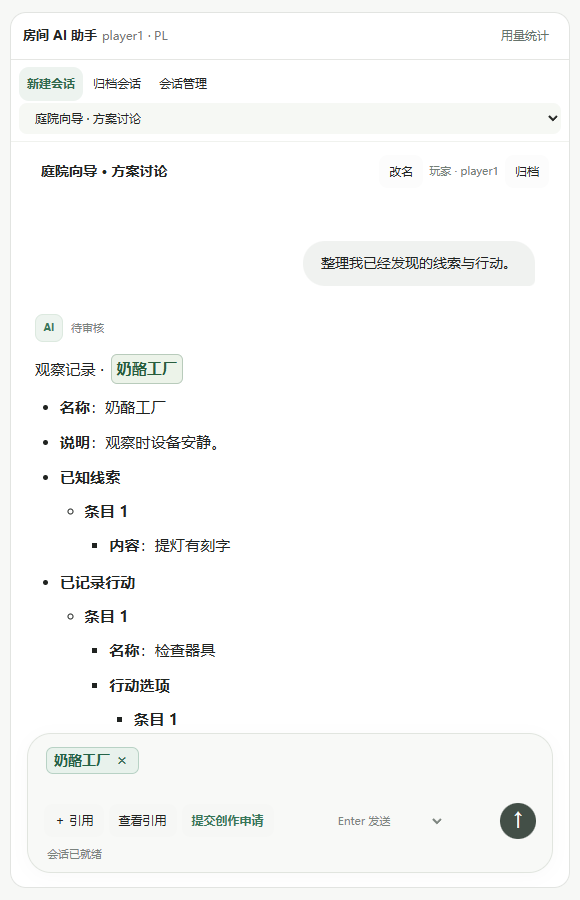 房间 AI 助手 player1 · PL 用量统计
新建会话 归档会话 会话管理
庭院向导 · 方案讨论
庭院向导 • 方案讨论 改名 玩家 · player1 归档
整理我已经发现的线索与行动。
AI 待审核
观察记录 · 奶酪工厂
名称：奶酪工厂
说明：观察时设备安静。
已知线索
条目 1
内容：提灯有刻字
已记录行动
条目 1
名称：检查器具
行动选项
条目 1
奶酪工厂 ×
+ 引用 查看引用 提交创作申请 Enter 发送 ↑
会话已就绪